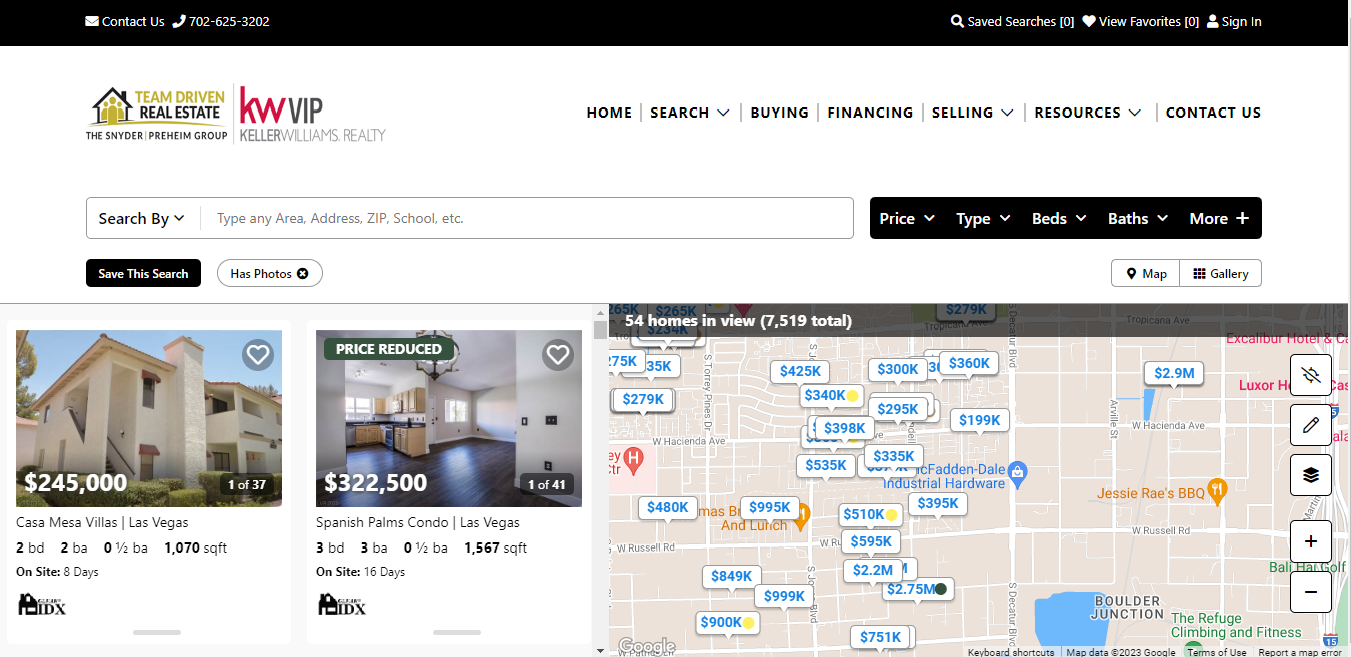 Contact Us 702-625-3202
Saved Searches [0] View Favorites [0] Sign In
TEAM DRIVEN
REAL ESTATE
THE SNYDER | PREHEIM GROUP
kw VIP
KELLERWILLIAMS. REALTY
HOME SEARCH BUYING FINANCING SELLING RESOURCES CONTACT US
Search By Type any Area, Address, ZIP, School, etc.
Price Type Beds Baths More
Save This Search Has Photos
Map Gallery
$245,000
1 of 37
Casa Mesa Villas | Las Vegas
2 bd 2 ba 0 ½ ba 1,070 sqft
On Site: 8 Days
IDX
PRICE REDUCED
$322,500
1 of 41
Spanish Palms Condo | Las Vegas
3 bd 3 ba 0 ½ ba 1,567 sqft
On Site: 16 Days
IDX
54 homes in view (7,519 total)
$265K
$279K
Tropicana Ave
Tropicana Ave
$234K
Excalibur Hotel & Ca
75K
35K
$425K
$300K
$360K
$2.9M
Luxor Ho
Cas
$279K
$340K
$295K
$199K
S Torrey Pines Dr
S Decatur Blvd
Arville St
W Hacienda Ave
$398K
W Hacienda Ave
$535K
$335K
McFadden-Dale
Industrial Hardware
$480K
$995K
And Lunch
$510K
$395K
Jessie Rae's BBQ
W Russell Rd
$595K
W Russell Rd
$849K
$2.2M
$999K
$2.75M
Bali Hai Golf
$900K
$751K
S Decatur Blvd
BOULDER
JUNCTION
The Refuge
Climbing and Fitness
15
Google
Keyboard shortcuts Map data ©2023 Google Terms of Use Report a map error